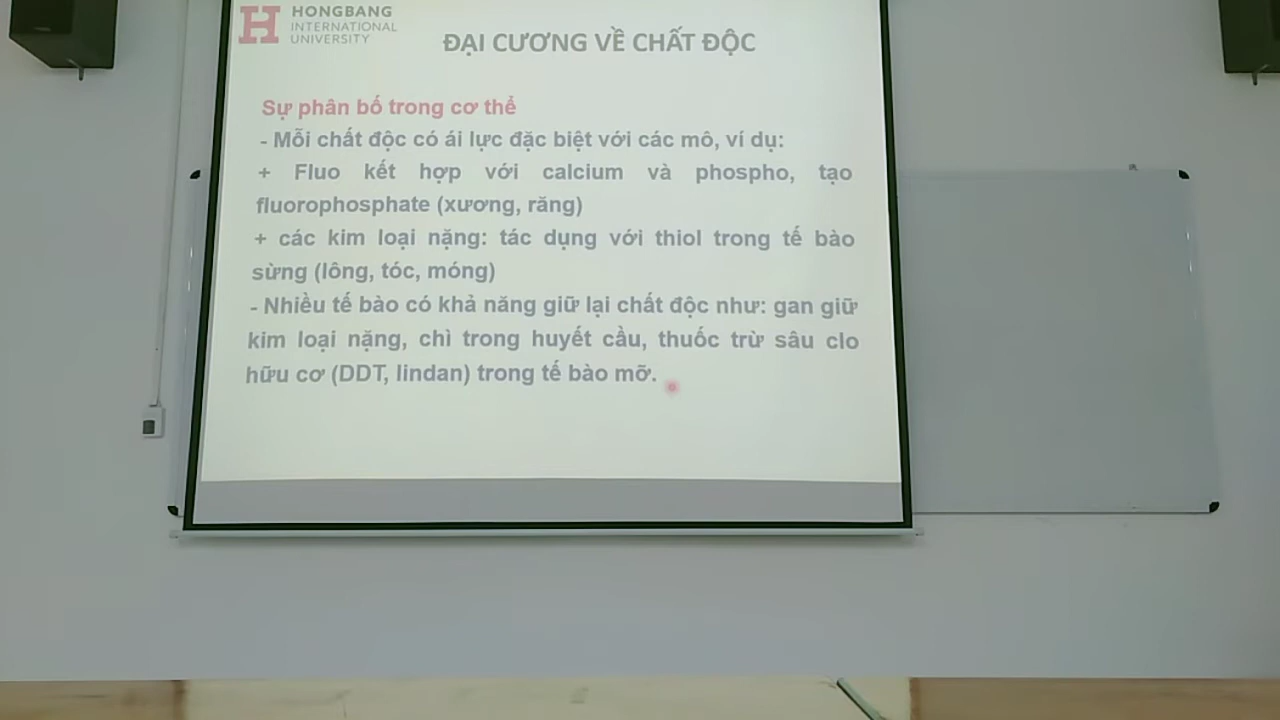 HONGBANG
INTERNATIONAL
UNIVERSITY
ĐẠI CƯƠNG VỀ CHẤT ĐỘC
Sự phân bố trong cơ thể
- Mỗi chất độc có ái lực đặc biệt với các mô, ví dụ:
+ Fluo kết hợp với calcium và phospho, tạo
fluorophosphate (xương, răng)
+ các kim loại nặng: tác dụng với thiol trong tế bào
sừng (lông, tóc, móng)
- Nhiều tế bào có khả năng giữ lại chất độc như: gan giữ
kim loại nặng, chì trong huyết cầu, thuốc trừ sâu clo
hữu cơ (DDT, lindan) trong tế bào mỡ.